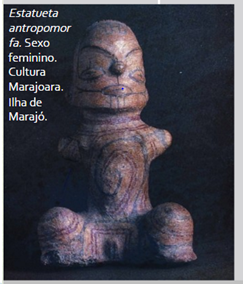 Estatueta
antropomor
fa. Sexo
feminino.
Cultura
Marajoara.
Ilha de
Marajó.